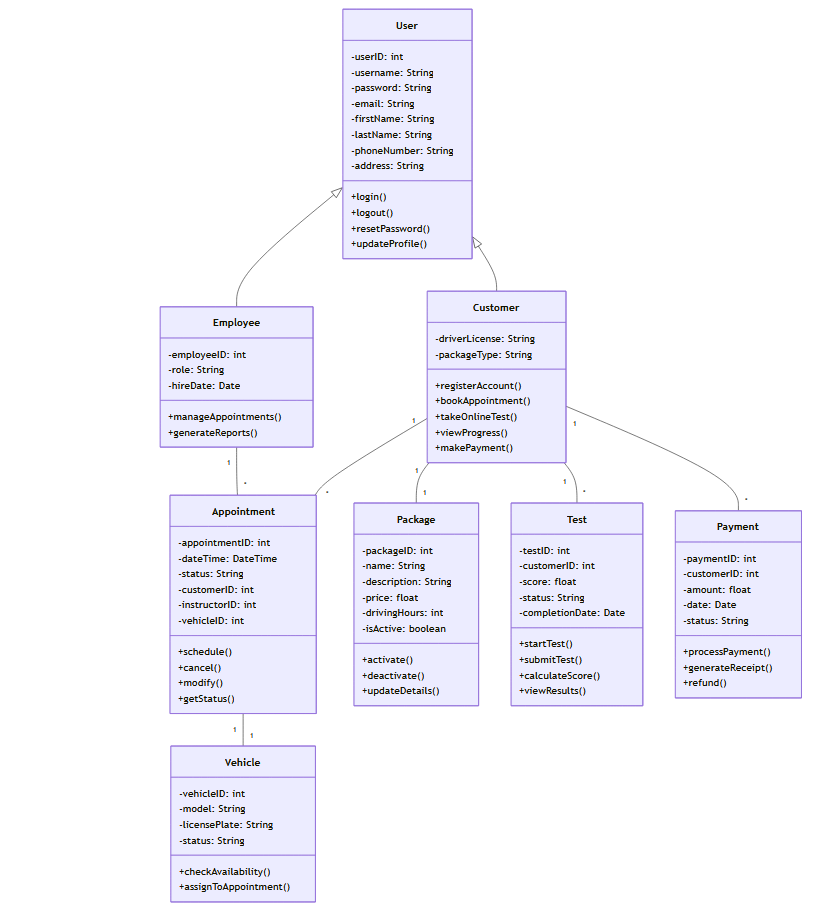 User
-userID: int
-username: String
-password: String
-email: String
-firstName: String
-lastName: String
-phoneNumber: String
-address: String
+login()
+logout()
+resetPassword()
+updateProfile()
Employee
-employeeID: int
-role: String
-hireDate: Date
+manageAppointments()
+generateReports()
Customer
-driverLicense: String
-packageType: String
+registerAccount()
+bookAppointment()
+takeOnlineTest()
+viewProgress()
+makePayment()
1
*
1
*
1
1
1
*
1
*
Appointment
-appointmentID: int
-dateTime: DateTime
-status: String
-customerID: int
-instructorID: int
-vehicleID: int
+schedule()
+cancel()
+modify()
+getStatus()
Package
-packageID: int
-name: String
-description: String
-price: float
-drivingHours: int
-isActive: boolean
+activate()
+deactivate()
+updateDetails()
Test
-testID: int
-customerID: int
-score: float
-status: String
-completionDate: Date
+startTest()
+submitTest()
+calculateScore()
+viewResults()
Payment
-paymentID: int
-customerID: int
-amount: float
-date: Date
-status: String
+processPayment()
+generateReceipt()
+refund()
1
1
Vehicle
-vehicleID: int
-model: String
-licensePlate: String
-status: String
+checkAvailability()
+assignToAppointment()